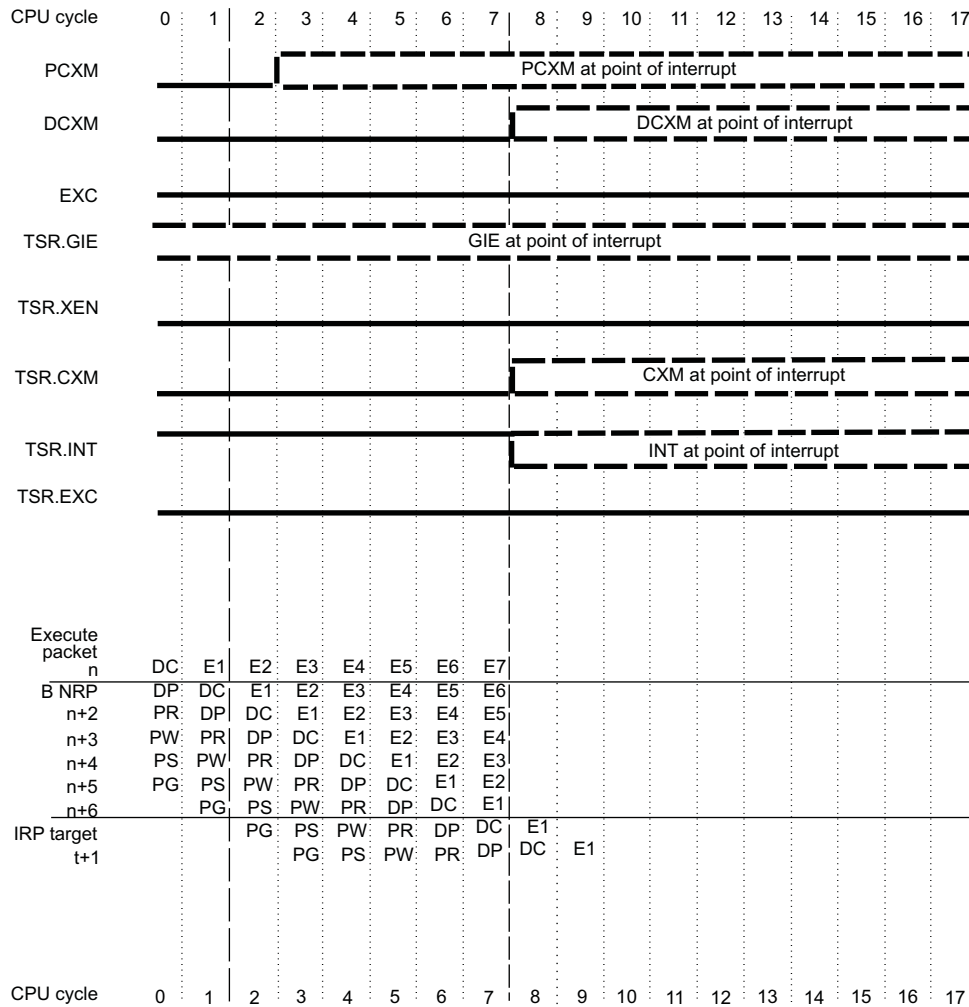 CPU cycle 0 1 2 3 4 5 6 7 8 9 10 11 12 13 14 15 16 17
PCXM PCXM at point of interrupt
DCXM DCXM at point of interrupt
EXC
TSR.GIE GIE at point of interrupt
TSR.XEN
TSR.CXM CXM at point of interrupt
TSR.INT INT at point of interrupt
TSR.EXC
Execute
packet
n DC E1 E2 E3 E4 E5 E6 E7
B NRP DP DC E1 E2 E3 E4 E5 E6
n+2 PR DP DC E1 E2 E3 E4 E5
n+3 PW PR DP DC E1 E2 E3 E4
n+4 PS PW PR DP DC E1 E2 E3
n+5 PG PS PW PR DP DC E1 E2
n+6 PG PS PW PR DP DC E1
IRP target PG PS PW PR DP DC E1
t+1 PG PS PW PR DP DC E1
CPU cycle 0 1 2 3 4 5 6 7 8 9 10 11 12 13 14 15 16 17